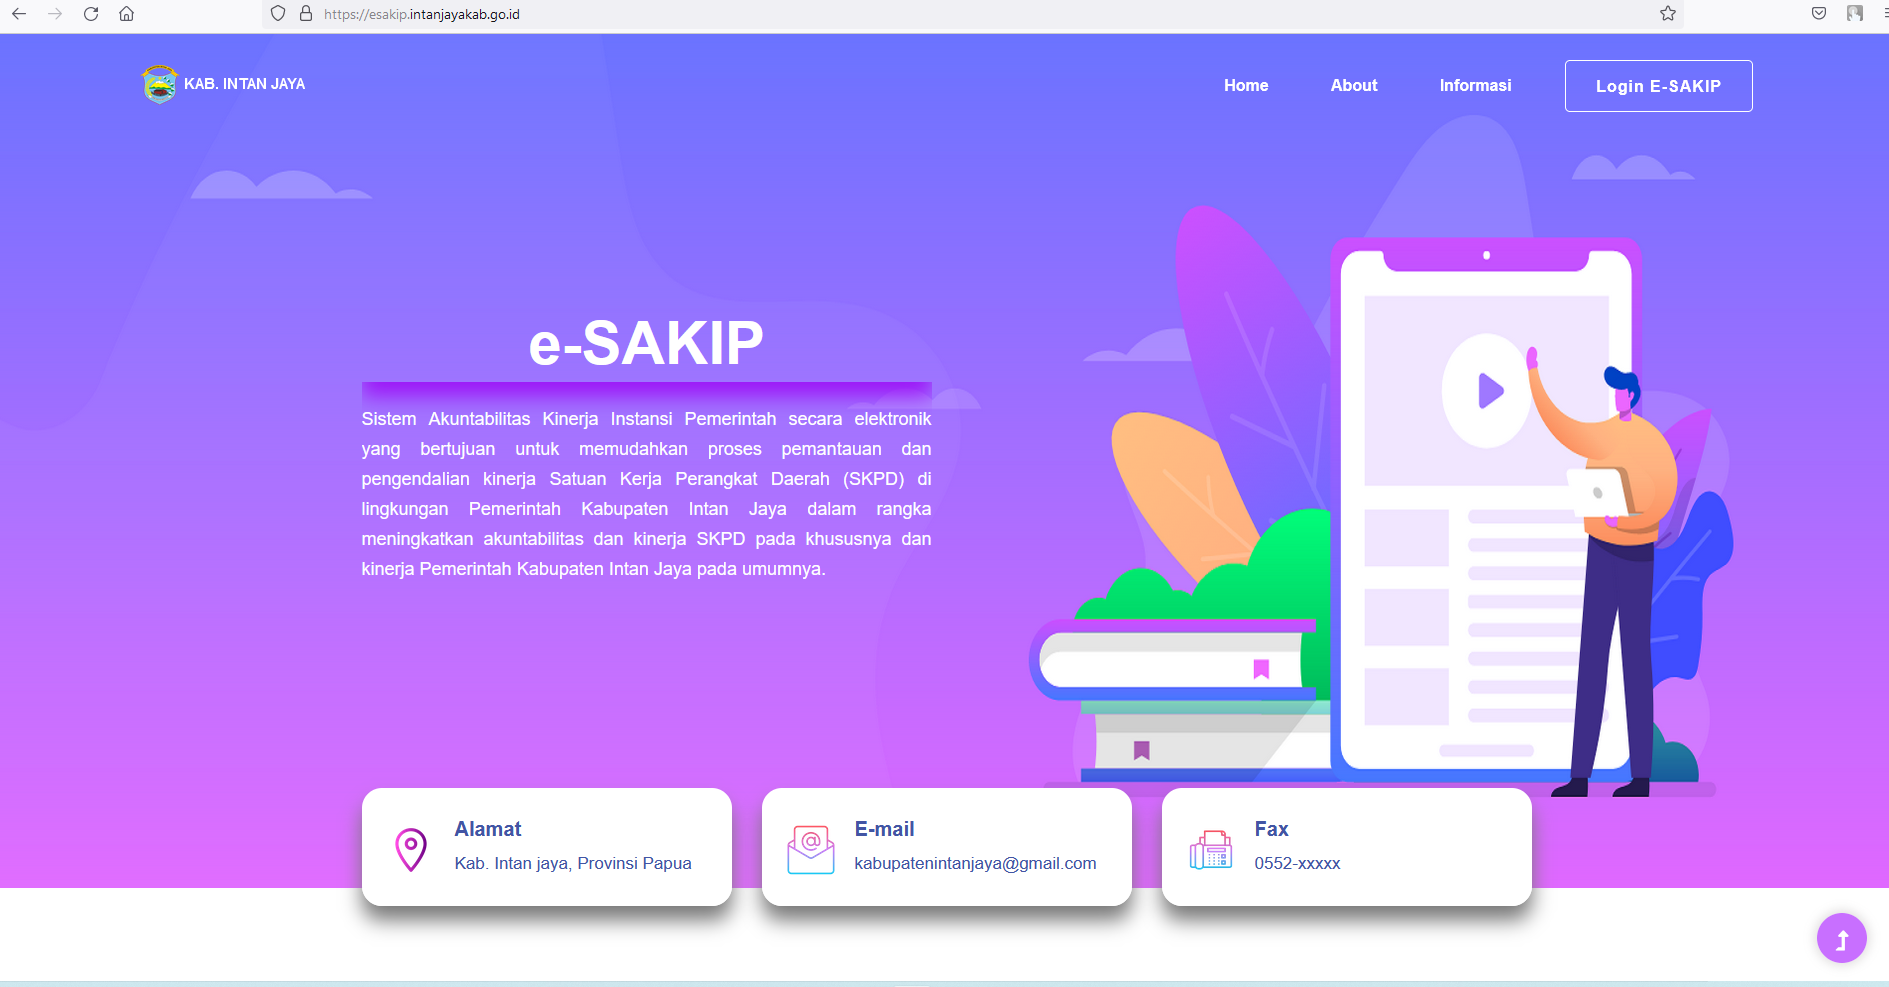 https://esakip.intanjayakab.go.id
KAB. INTAN JAYA
Home
About
Informasi
Login E-SAKIP
e-SAKIP
Sistem Akuntabilitas Kinerja Instansi Pemerintah secara elektronik
yang bertujuan untuk memudahkan proses pemantauan dan
pengendalian kinerja Satuan Kerja Perangkat Daerah (SKPD) di
lingkungan Pemerintah Kabupaten Intan Jaya dalam rangka
meningkatkan akuntabilitas dan kinerja SKPD pada khususnya dan
kinerja Pemerintah Kabupaten Intan Jaya pada umumnya.
Alamat
Kab. Intan jaya, Provinsi Papua
E-mail
kabupatenintanjaya@gmail.com
Fax
0552-xxxxx